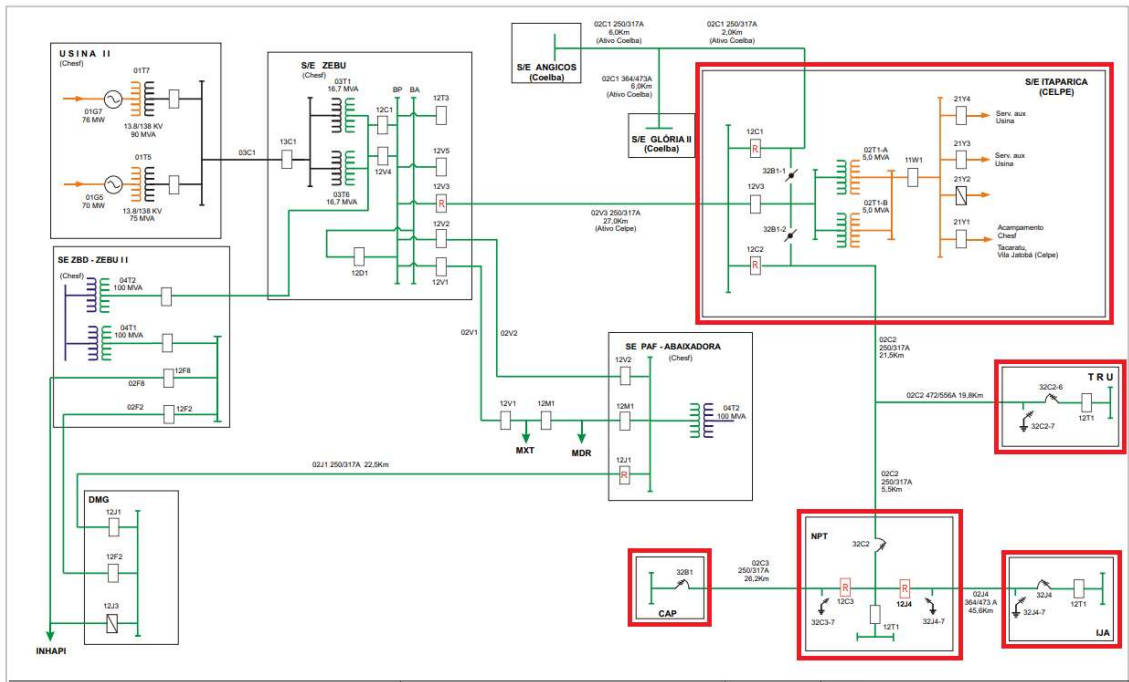 USINA II
(Chesf)
01T7
01G7
76 MW
13.8/138 KV
90 MVA
01T5
01G5
70 MW
13.8/138 KV
75 MVA
03C1
S/E ZEBU
(Chesf)
03T1
16,7 MVA
13C1
03T6
16,7 MVA
12C1
12V4
BP
BA
12T3
12V5
12V3
R
12V2
12D1
12V1
02V1
02V2
SE ZBD - ZEBU II
(Chesf)
04T2
100 MVA
04T1
100 MVA
12F8
02F8
02F2
12F2
S/E ANGICOS
(Coelba)
02C1 250/317A
6,0Km
(Ativo Coelba)
02C1 250/317A
2,0Km
(Ativo Coelba)
02C1 364/473A
6,0Km
(Ativo Coelba)
S/E GLÓRIA II
(Coelba)
02V3 250/317A
27,0Km
(Ativo Celpe)
S/E ITAPARICA
(CELPE)
12C1
R
32B1-1
12V3
32B1-2
12C2
R
02T1-A
5,0 MVA
02T1-B
5,0 MVA
11W1
21Y4
Serv. aux
Usina
21Y3
Serv. aux
Usina
21Y2
21Y1
Acampamento
Chesf
Tacaratu,
Vila Jatobá (Celpe)
SE PAF - ABAIXADORA
(Chesf)
12V2
12V1
12M1
12M1
MXT
MDR
04T2
100 MVA
12J1
R
02J1 250/317A 22,5Km
DMG
12J1
12F2
12J3
INHAPI
02C2
250/317A
21,5Km
02C2 472/556A 19,8Km
TRU
32C2-6
32C2-7
12T1
02C2
250/317A
5,5Km
NPT
32C2
R
12C3
R
12J4
32C3-7
32J4-7
12T1
CAP
32B1
02C3
250/317A
26,2Km
02J4
364/473 A
45,6Km
32J4
32J4-7
12T1
IJA